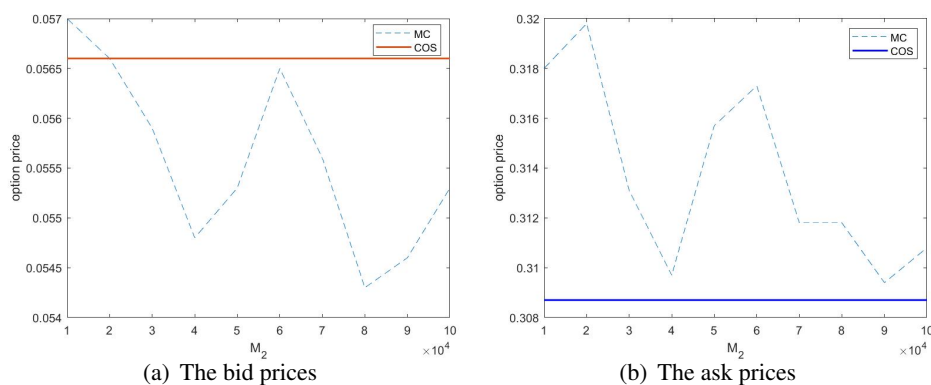 0.057
0.0565
0.056
0.0555
0.055
0.0545
0.054
option price
MC
COS
1 2 3 4 5 6 7 8 9 10
M2
×10^4
(a) The bid prices
0.32
0.318
0.316
0.314
0.312
0.31
0.308
option price
MC
COS
1 2 3 4 5 6 7 8 9 10
M2
×10^4
(b) The ask prices